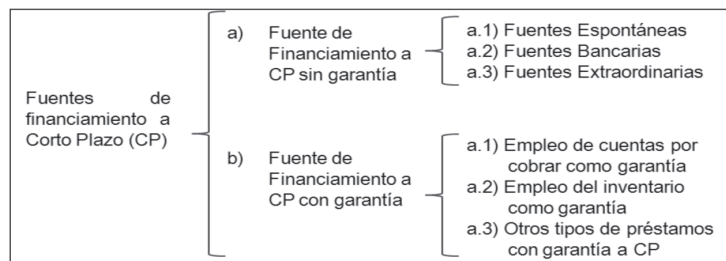 Fuentes de
financiamiento a
Corto Plazo (CP)
a) Fuente de
Financiamiento a
CP sin garantía
a.1) Fuentes Espontáneas
a.2) Fuentes Bancarias
a.3) Fuentes Extraordinarias
b) Fuente de
Financiamiento a
CP con garantía
a.1) Empleo de cuentas por
cobrar como garantía
a.2) Empleo del inventario
como garantía
a.3) Otros tipos de préstamos
con garantía a CP